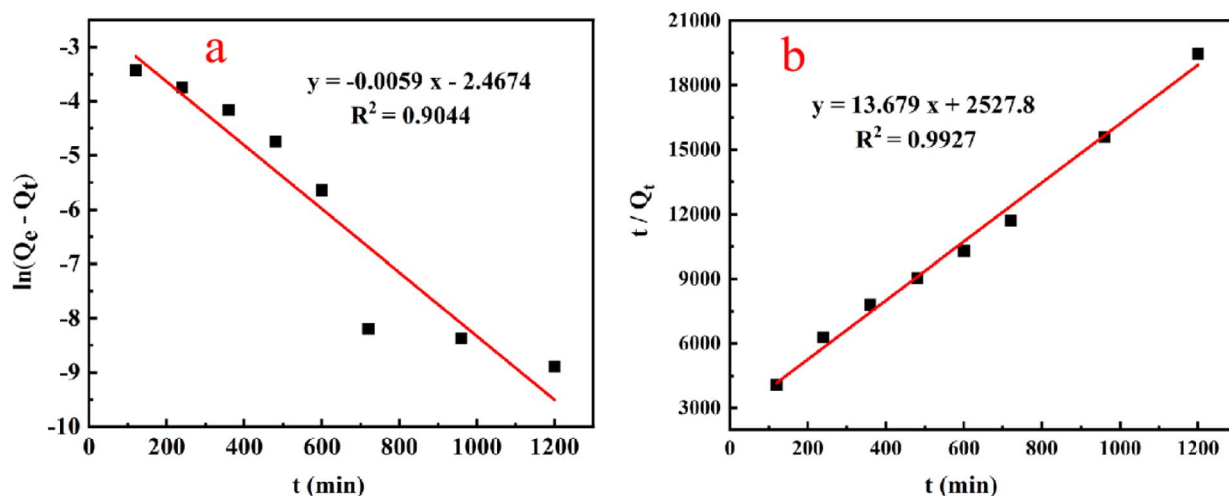 a
y = -0.0059 x - 2.4674
R² = 0.9044
ln(Qe - Qt)
-3
-4
-5
-6
-7
-8
-9
-10
0 200 400 600 800 1000 1200
t (min)
b
y = 13.679 x + 2527.8
R² = 0.9927
t / Qt
21000
18000
15000
12000
9000
6000
3000
0 200 400 600 800 1000 1200
t (min)